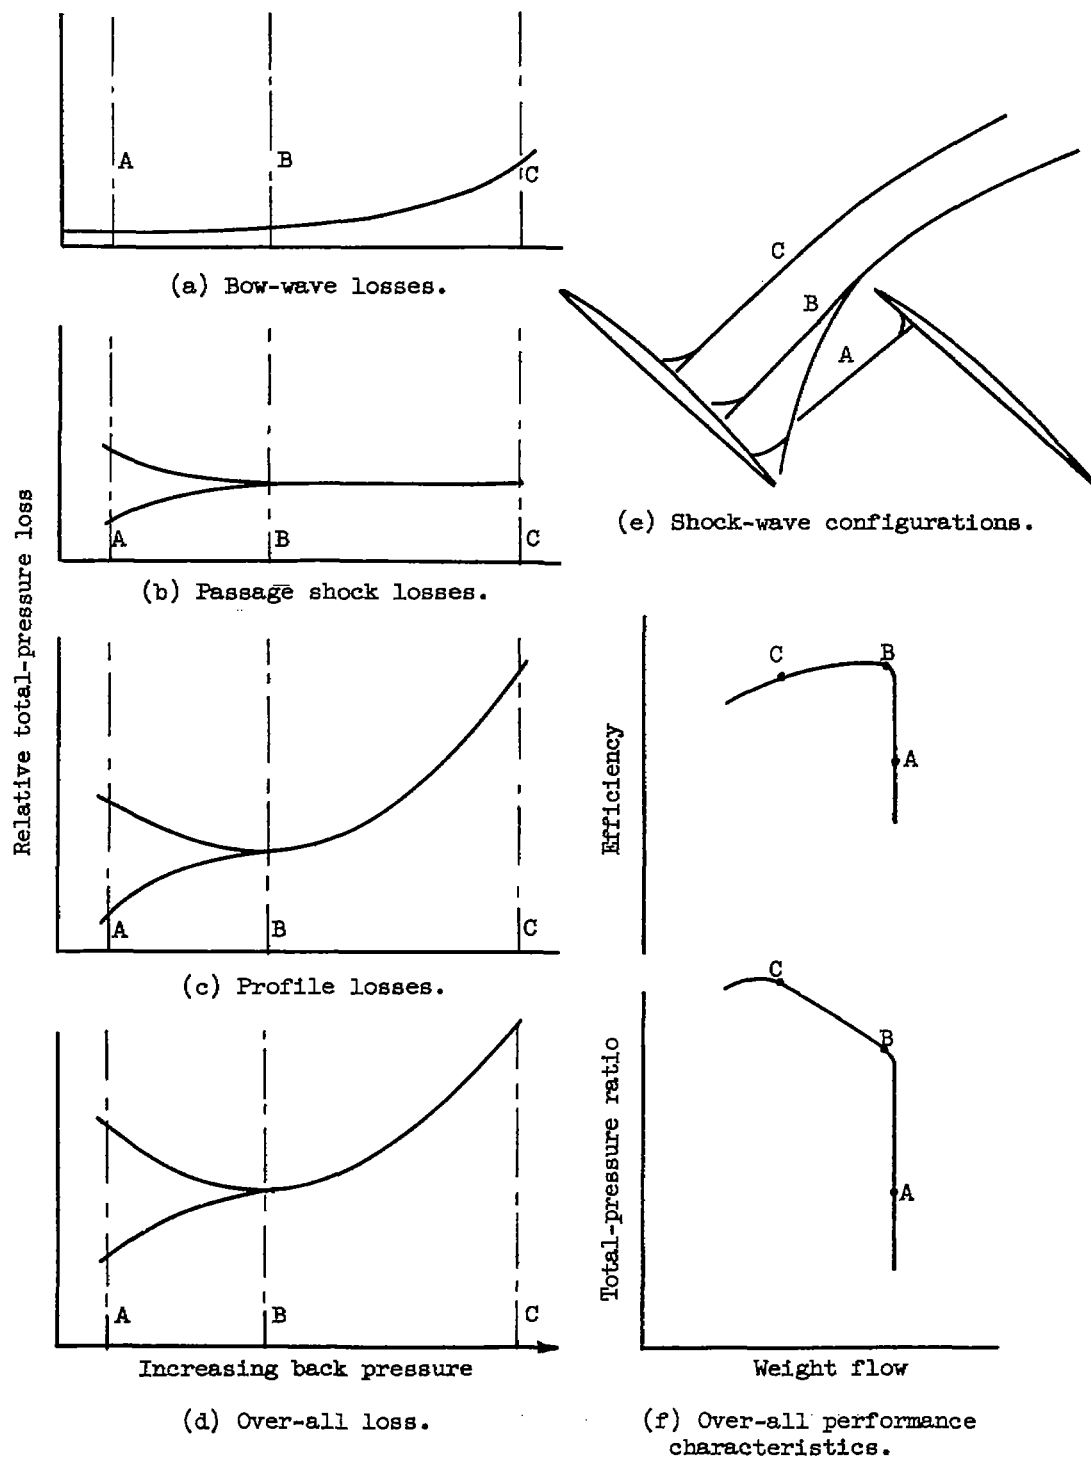 A
B
C
(a) Bow-wave losses.
A
B
C
(b) Passage shock losses.
Relative total-pressure loss
A
B
C
(c) Profile losses.
A
B
C
Increasing back pressure
(d) Over-all loss.
C
B
A
(e) Shock-wave configurations.
Efficiency
C
B
A
Total-pressure ratio
C
B
A
Weight flow
(f) Over-all performance
characteristics.